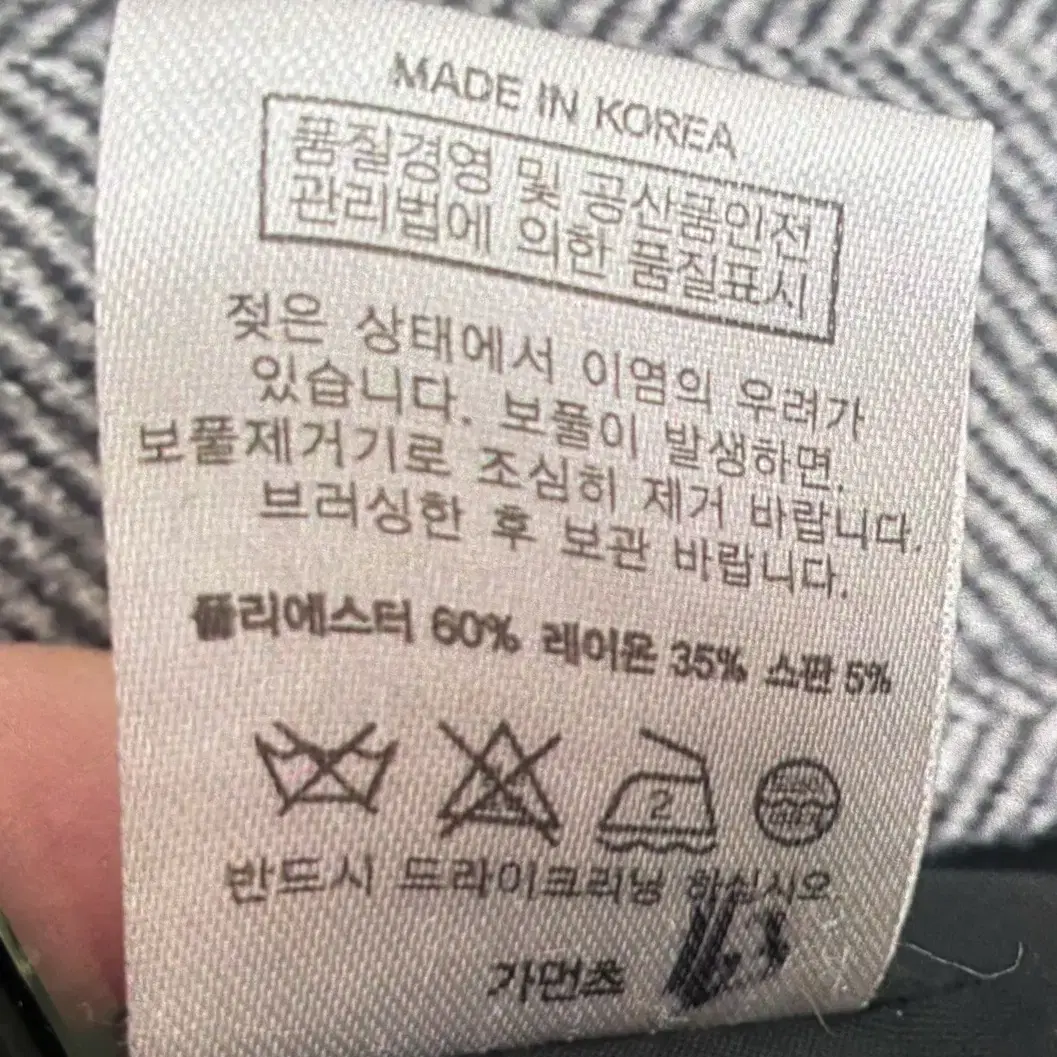 MADE IN KOREA
품질경영 및 공산품안전
관리법에 의한 품질표시
젖은 상태에서 이염의 우려가
있습니다. 보풀이 발생하면,
보풀제거기로 조심히 제거 바랍니다.
브러싱한 후 보관 바랍니다.
폴리에스터 60% 레이온 35% 스판 5%
2
반드시 드라이크리닝 하십시오.
가먼츠